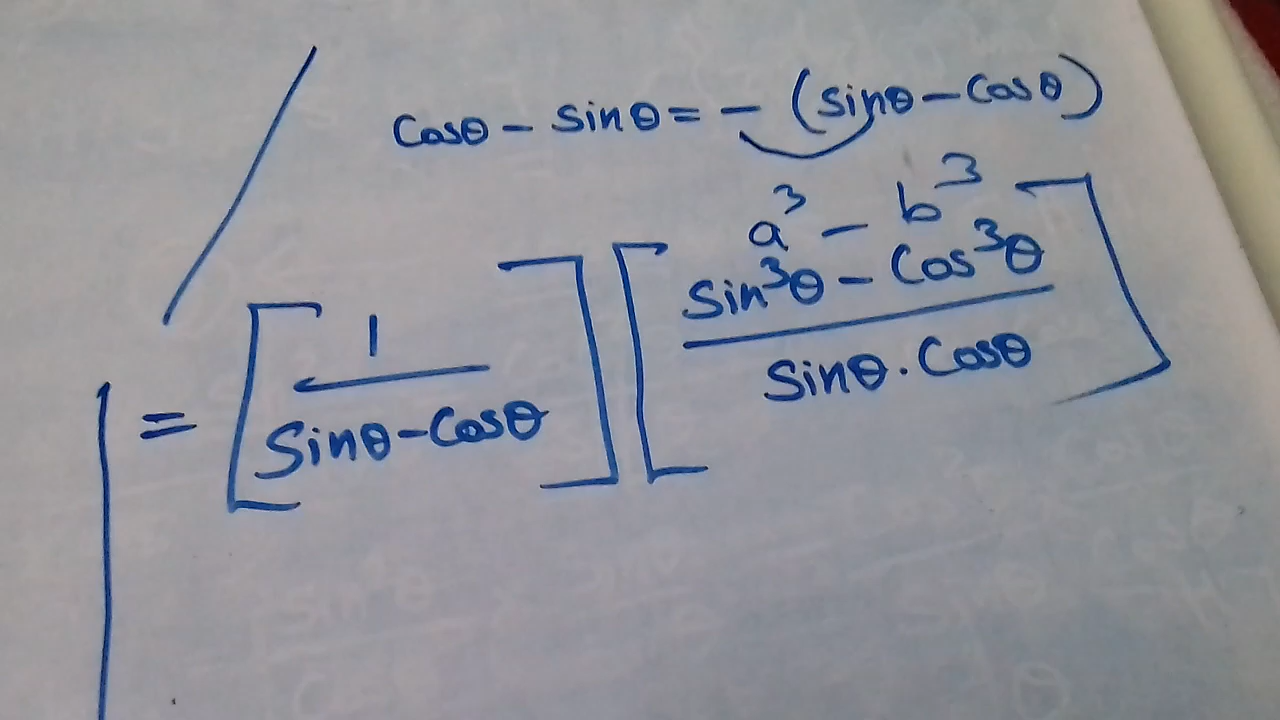 Cosθ - Sinθ = - (Sinθ - Cosθ)
a³ - b³
= [1/(Sinθ - Cosθ)] [(Sin³θ - Cos³θ)/(Sinθ . Cosθ)]